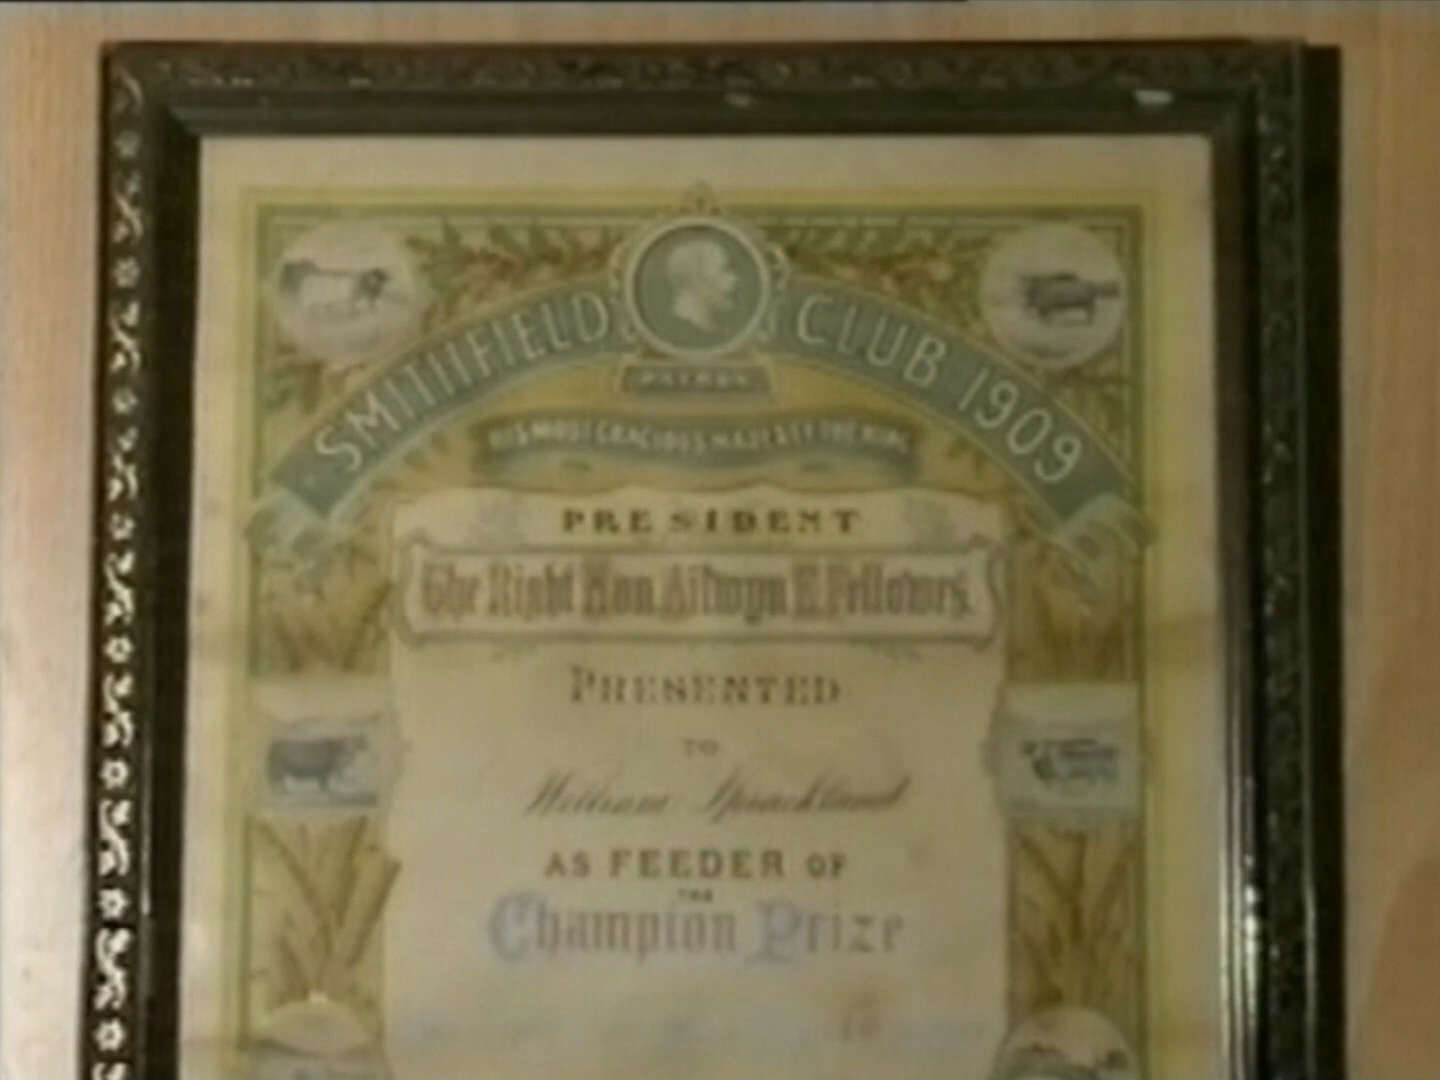 SMITHFIELD CLUB 1909
PATRON
HIS MOST GRACIOUS MAJESTY THE KING
PRESIDENT
The Right Hon. Ailwyn E. Fellowes.
PRESENTED
TO
William Sprackland
AS FEEDER OF
THE
Champion Prize